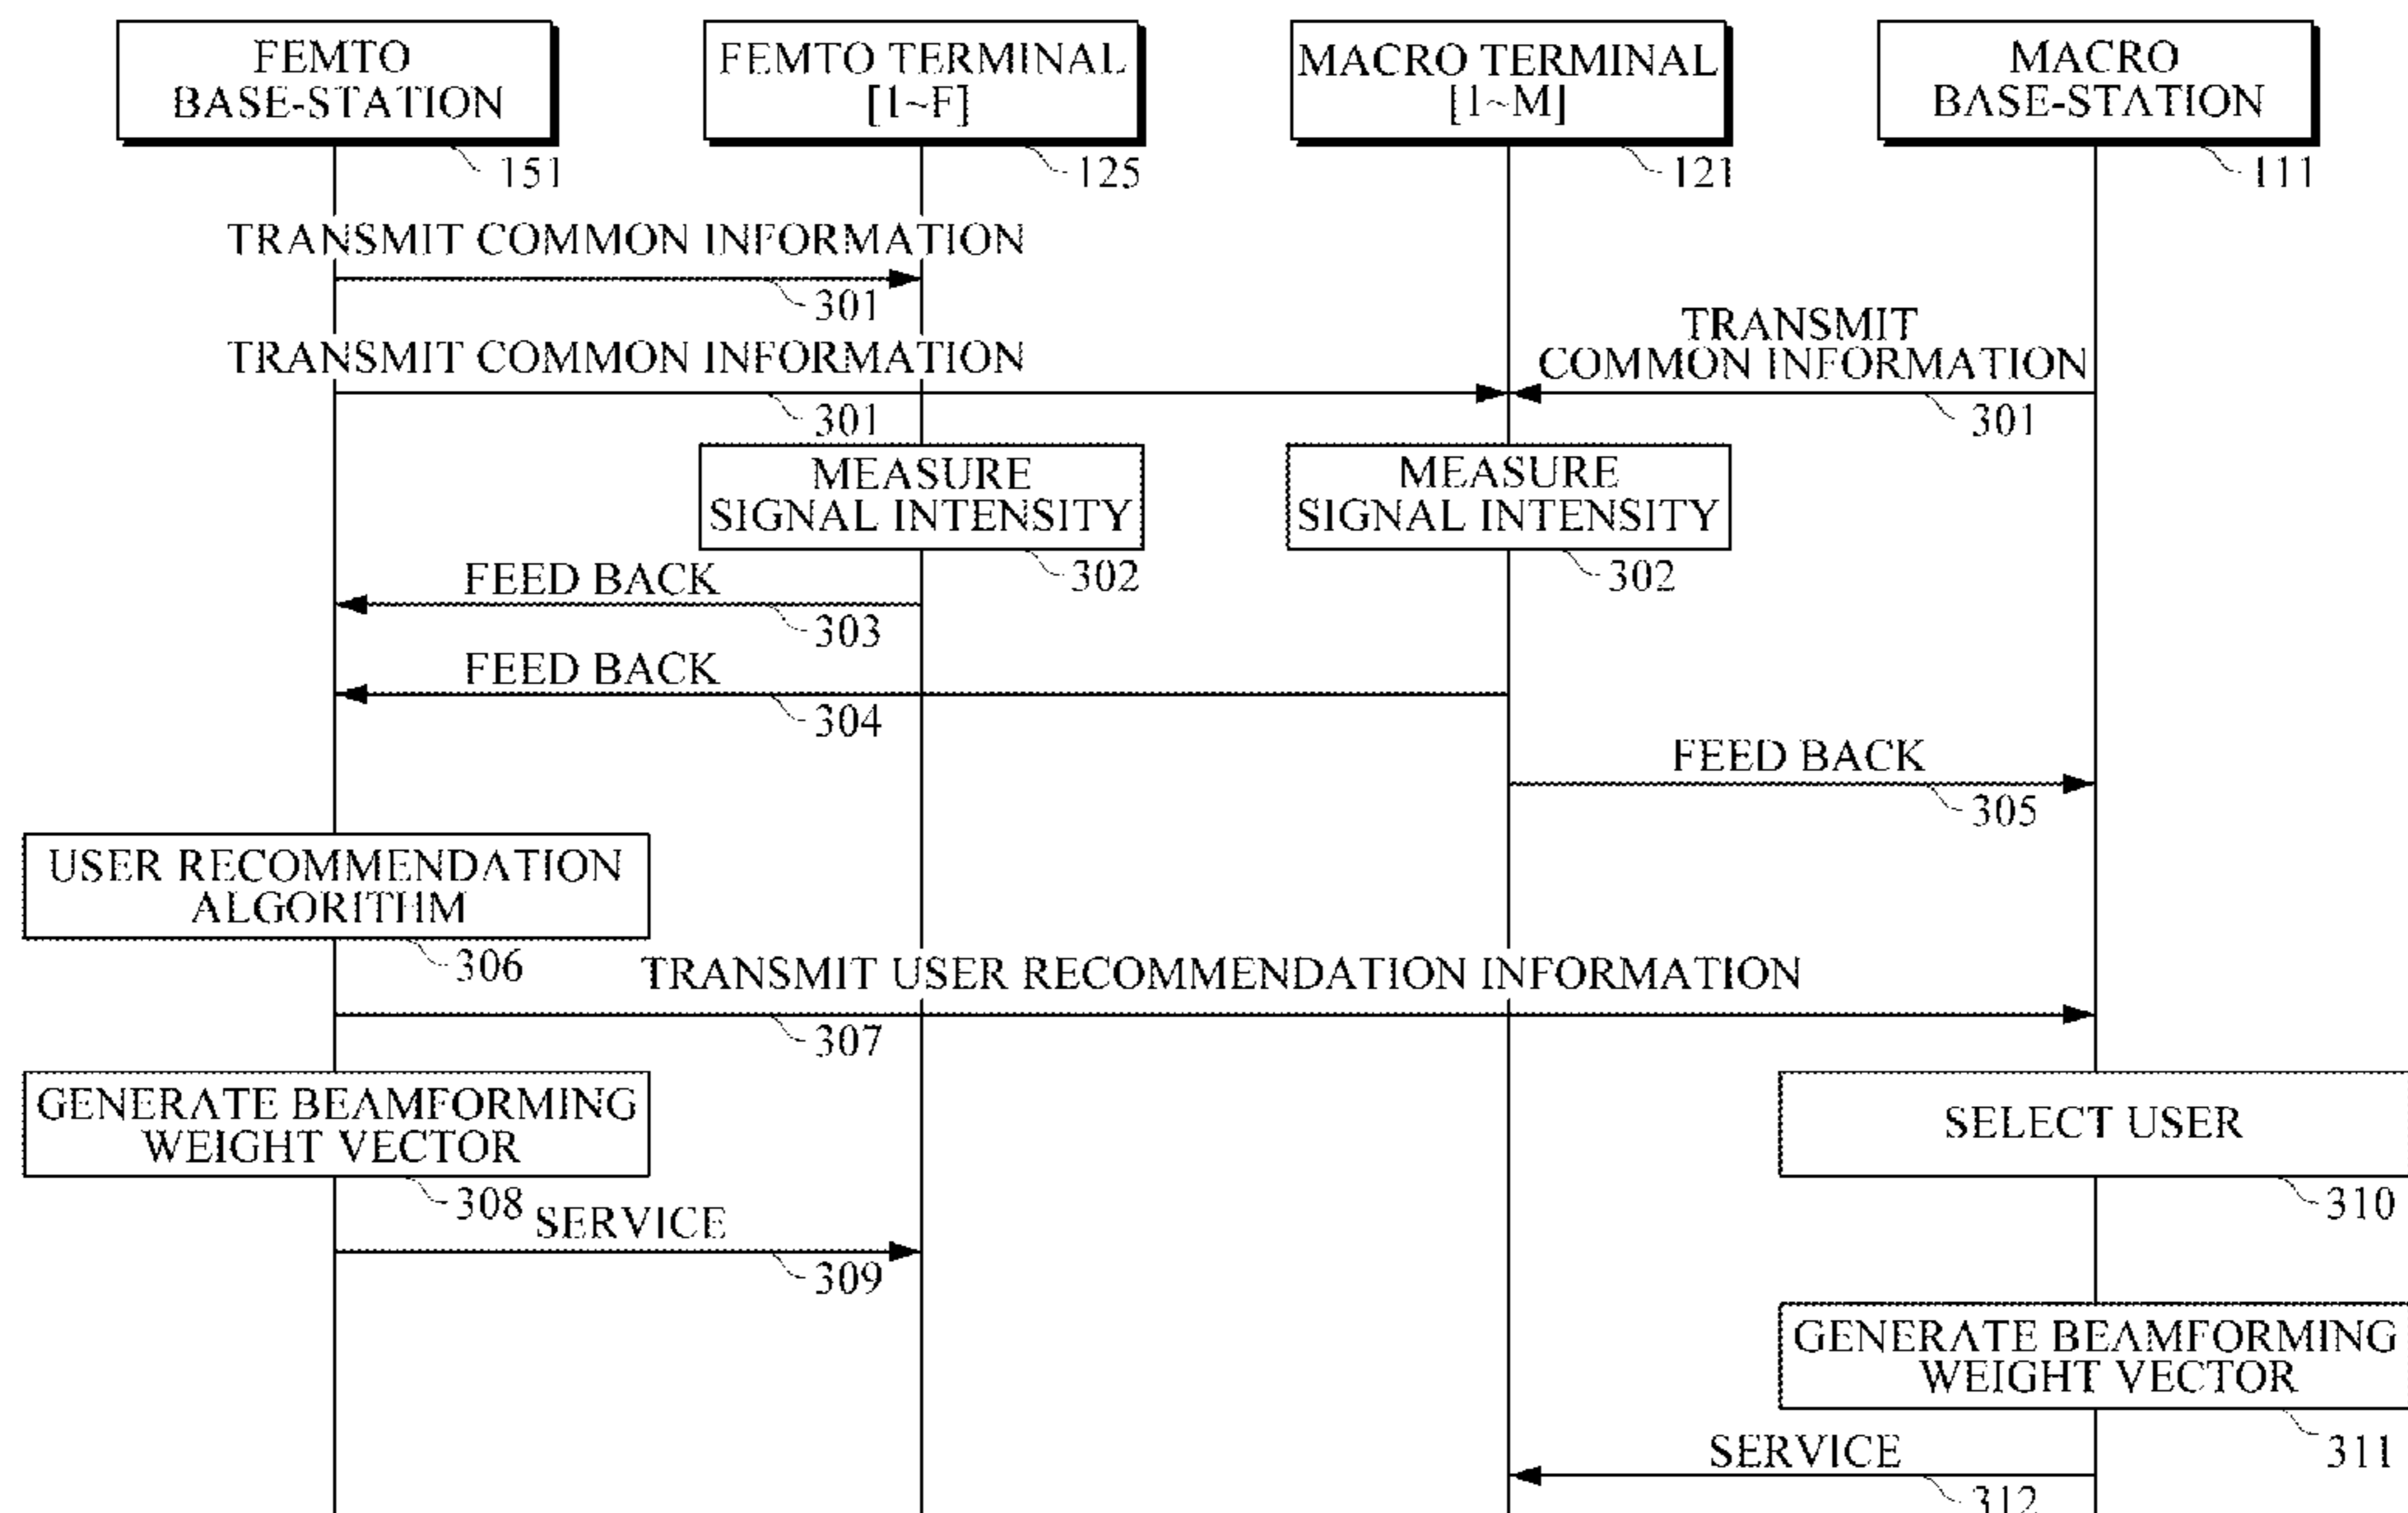 FEMTO
BASE-STATION
151
FEMTO TERMINAL
[1~F]
125
MACRO TERMINAL
[1~M]
121
MACRO
BASE-STATION
111
TRANSMIT COMMON INFORMATION
301
TRANSMIT COMMON INFORMATION
301
TRANSMIT
COMMON INFORMATION
301
MEASURE
SIGNAL INTENSITY
302
MEASURE
SIGNAL INTENSITY
302
FEED BACK
303
FEED BACK
304
FEED BACK
305
USER RECOMMENDATION
ALGORITHM
306
TRANSMIT USER RECOMMENDATION INFORMATION
307
GENERATE BEAMFORMING
WEIGHT VECTOR
308
SELECT USER
310
SERVICE
309
GENERATE BEAMFORMING
WEIGHT VECTOR
311
SERVICE
312